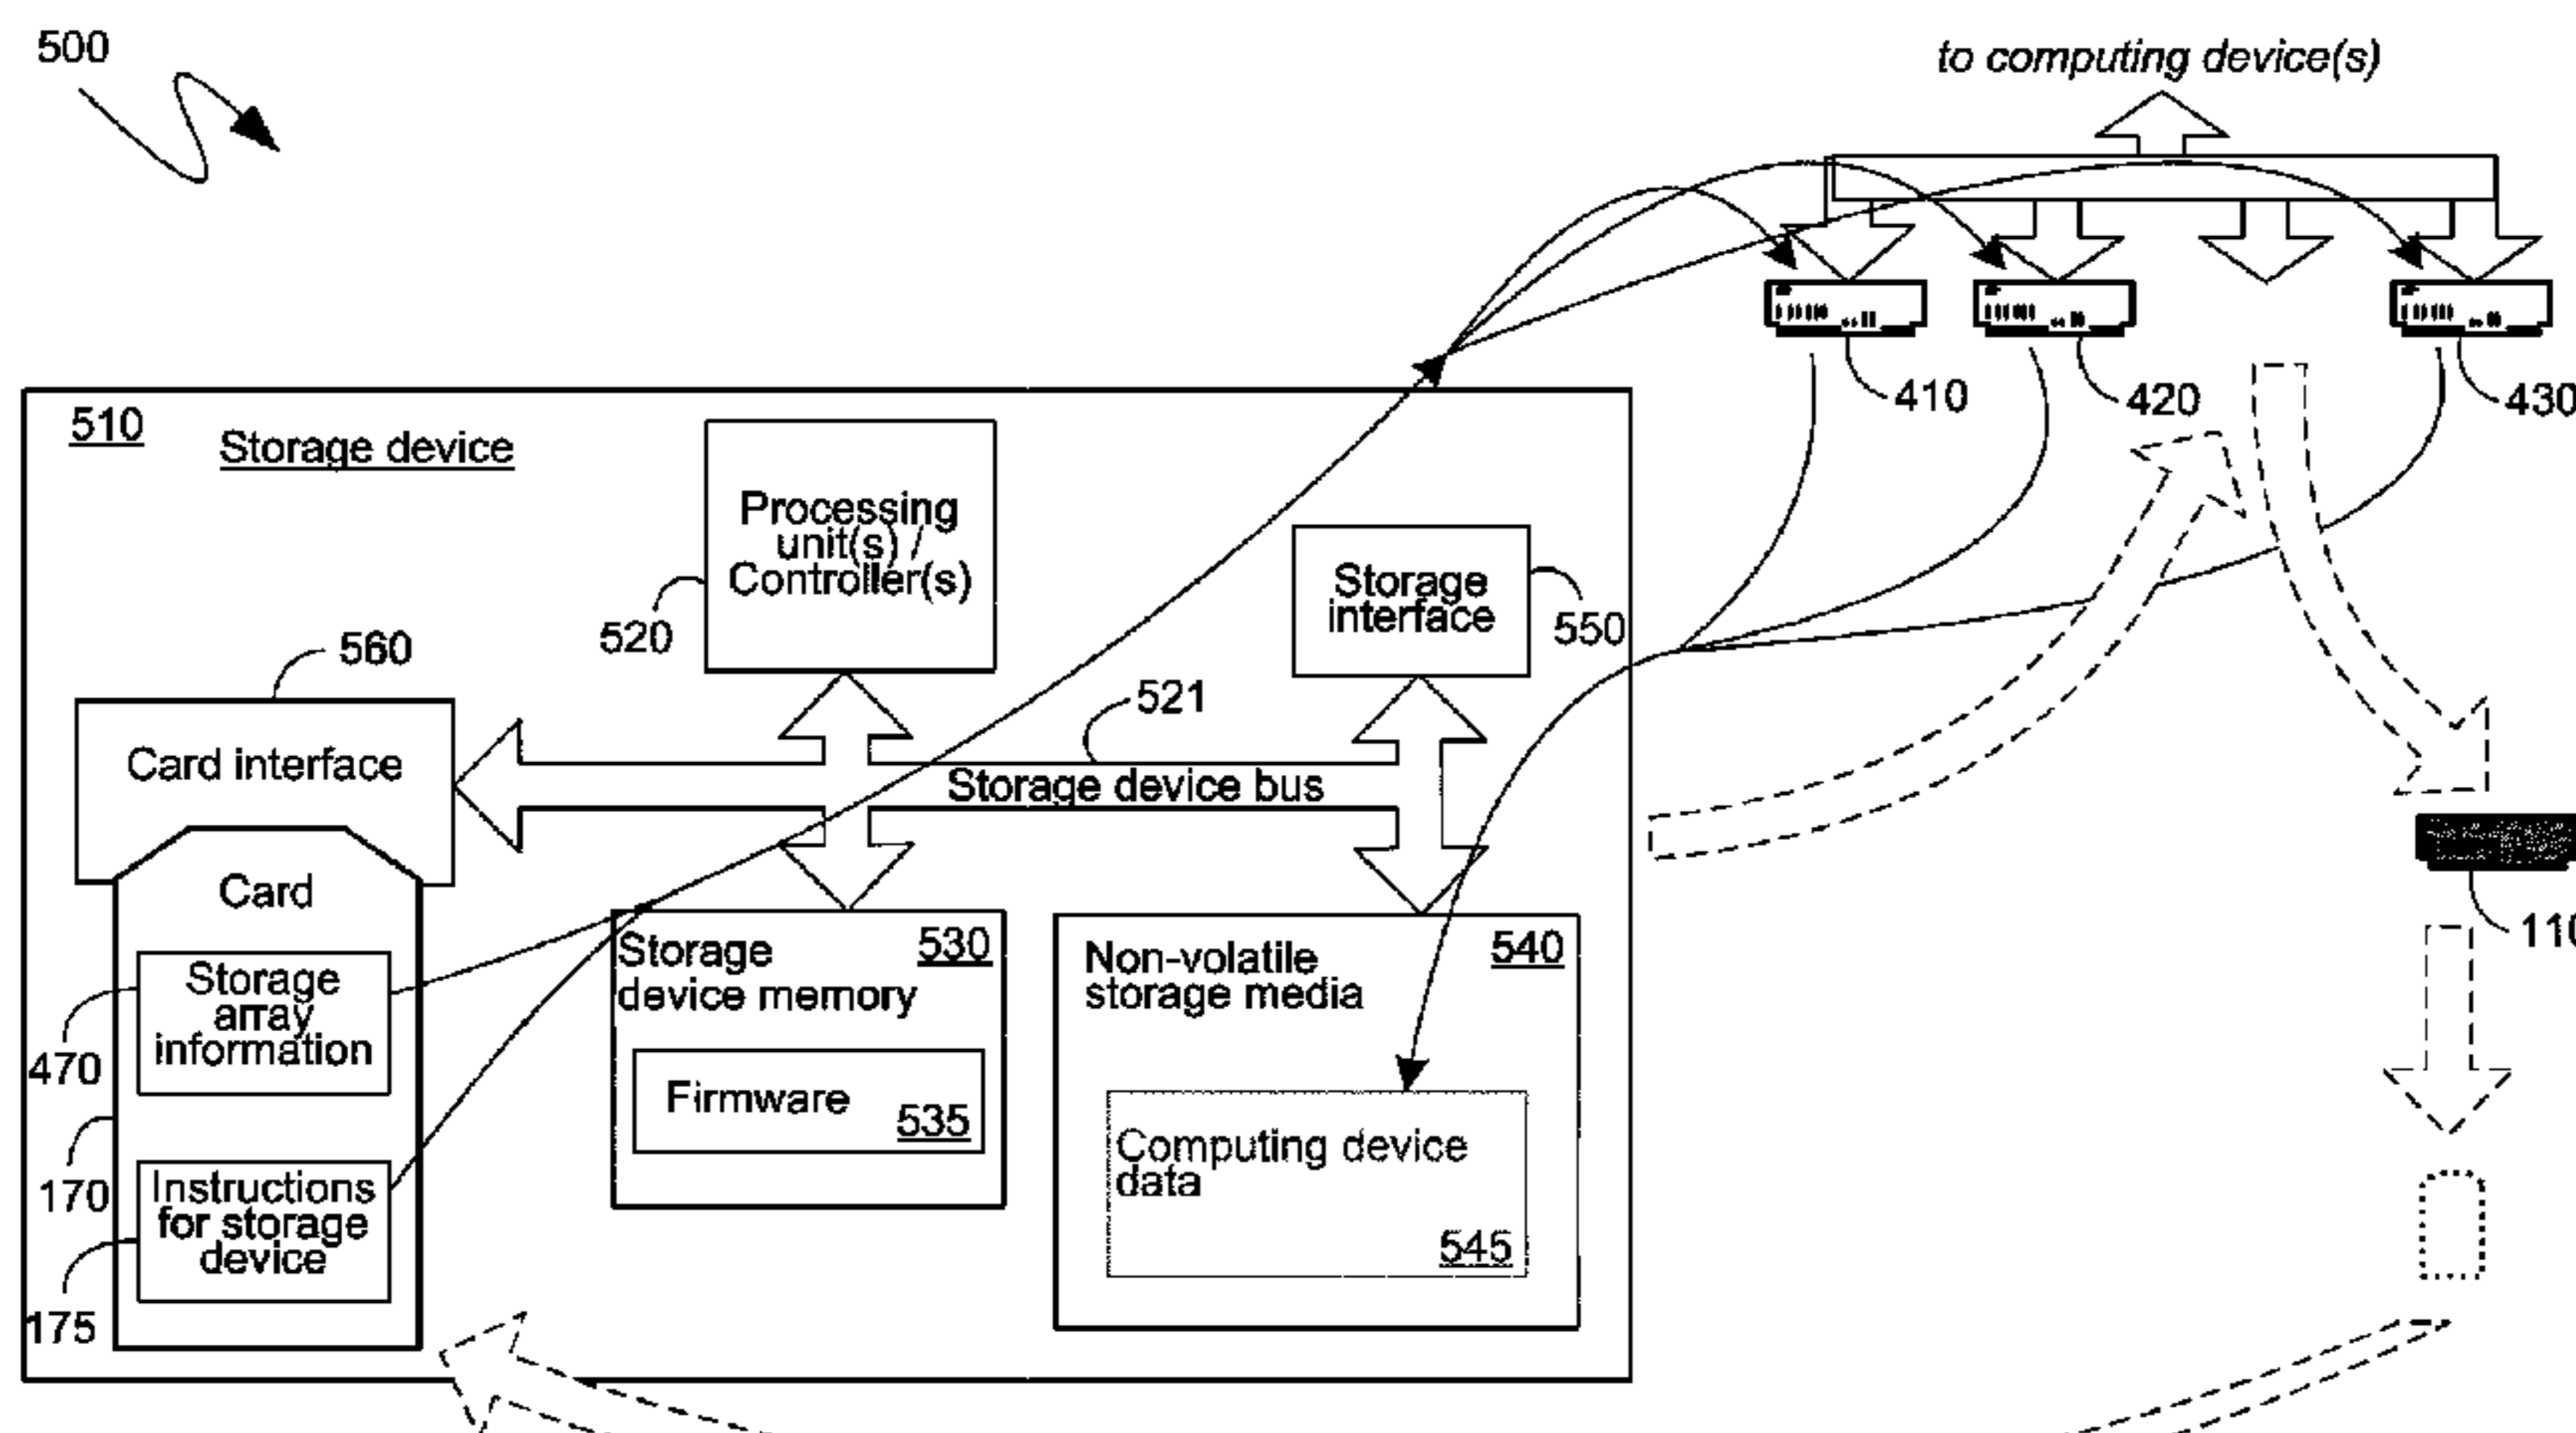 500
to computing device(s)
410
420
430
510
Storage device
Processing
unit(s) /
Controller(s)
520
Storage
interface
550
560
Card interface
521
Storage device bus
Card
Storage
array
information
470
170
Instructions
for storage
device
175
Storage
device memory
530
Firmware
535
Non-volatile
storage media
540
Computing device
data
545
110